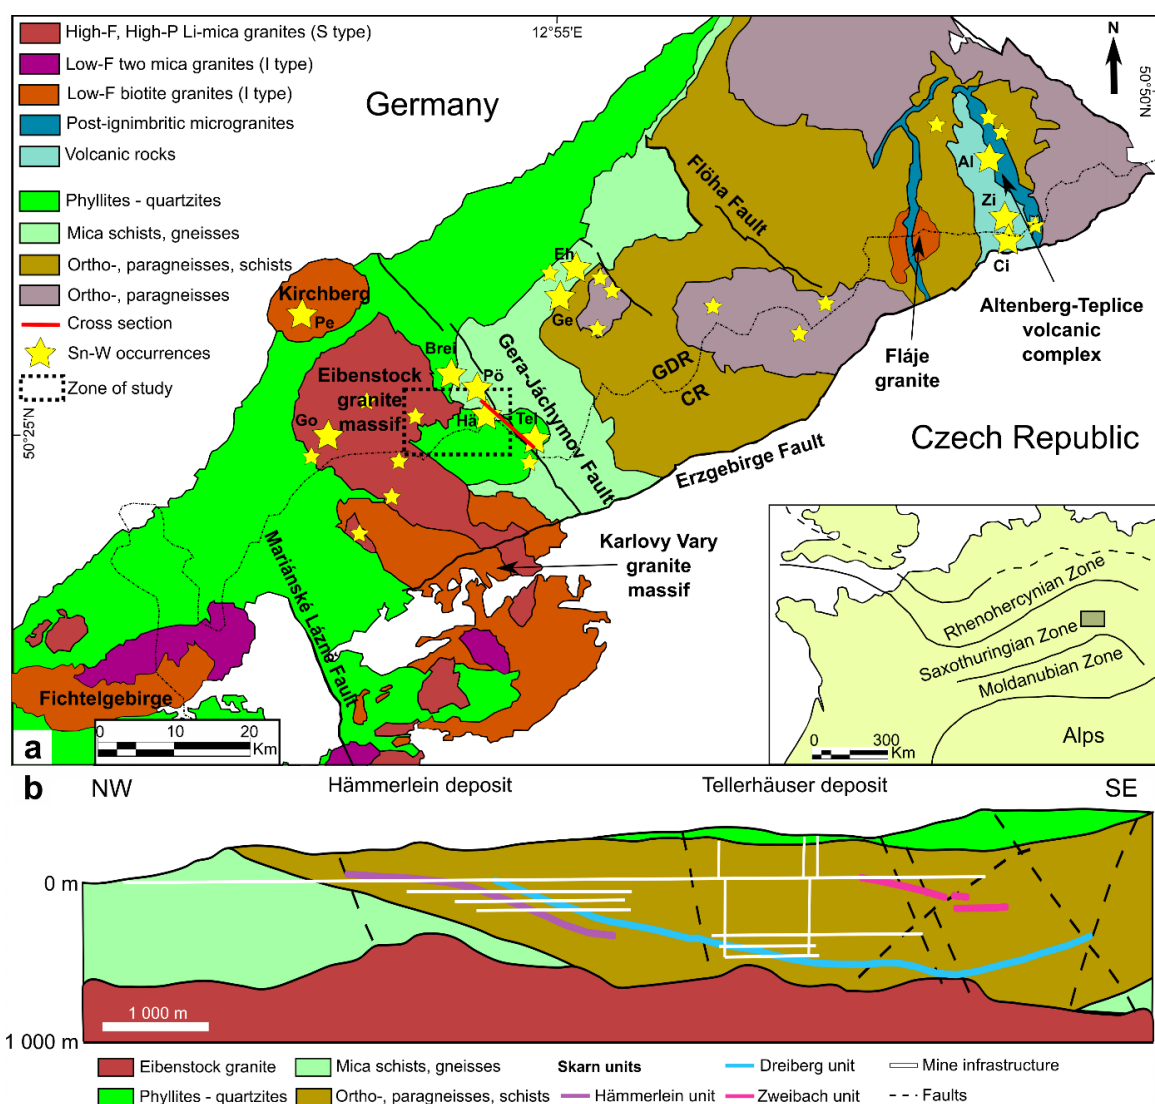 High-F, High-P Li-mica granites (S type)
Low-F two mica granites (I type)
Low-F biotite granites (I type)
Post-ignimbritic microgranites
Volcanic rocks
Phyllites - quartzites
Mica schists, gneisses
Ortho-, paragneisses, schists
Ortho-, paragneisses
Cross section
Sn-W occurrences
Zone of study
12°55'E
N
50°50'N
50°25'N
Germany
Czech Republic
Flöha Fault
Al
Zi
Ci
Eh
Ge
Kirchberg
Pe
Brei
Pö
Eibenstock
granite
massif
Go
Hä
Tel
Gera-Jáchymov Fault
GDR
CR
Erzgebirge Fault
Fláje
granite
Altenberg-Teplice
volcanic
complex
Karlovy Vary
granite
massif
Mariánské Lázně Fault
Fichtelgebirge
0 10 20
Km
a
Rhenohercynian Zone
Saxothuringian Zone
Moldanubian Zone
Alps
0 300
Km
b
NW
Hämmerlein deposit
Tellerhäuser deposit
SE
0 m
1 000 m
1 000 m
Eibenstock granite
Mica schists, gneisses
Skarn units
Dreiberg unit
Mine infrastructure
Phyllites - quartzites
Ortho-, paragneisses, schists
Hämmerlein unit
Zweibach unit
Faults